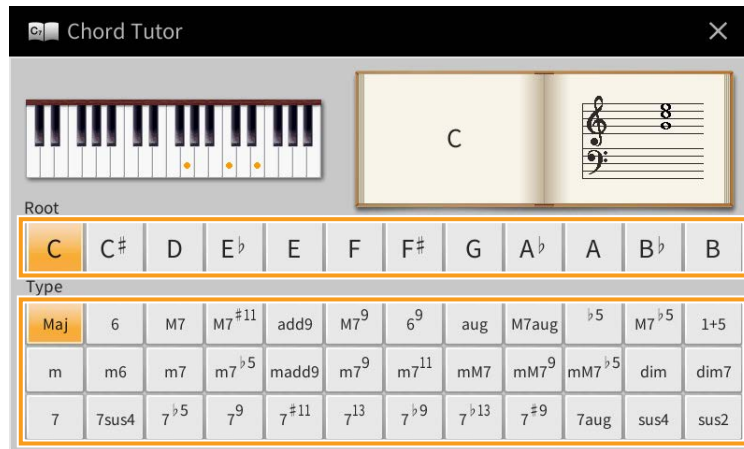 C7 Chord Tutor
C
Root
C C♯ D E♭ E F F♯ G A♭ A B♭ B
Type
Maj 6 M7 M7♯11 add9 M7⁹ 6⁹ aug M7aug ♭5 M7♭5 1+5
m m6 m7 m7♭5 madd9 m7⁹ m7¹¹ mM7 mM7⁹ mM7♭5 dim dim7
7 7sus4 7♭5 7⁹ 7♯11 7¹³ 7♭9 7♭13 7♯9 7aug sus4 sus2